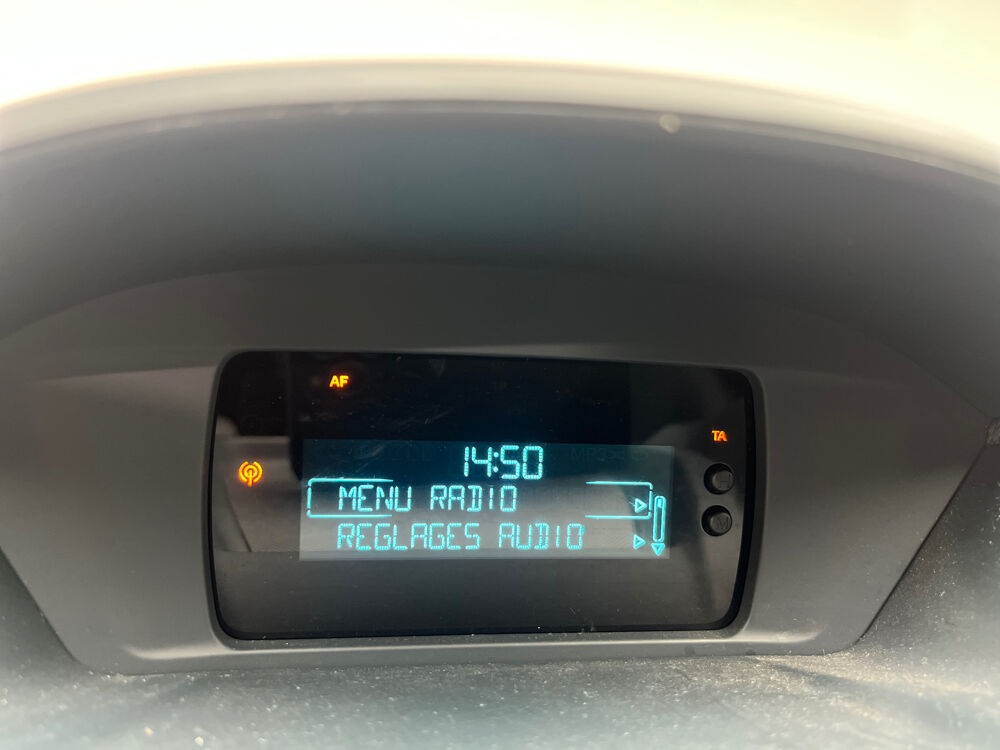 AF
TA
14:50
MENU RADIO
REGLAGES AUDIO
M